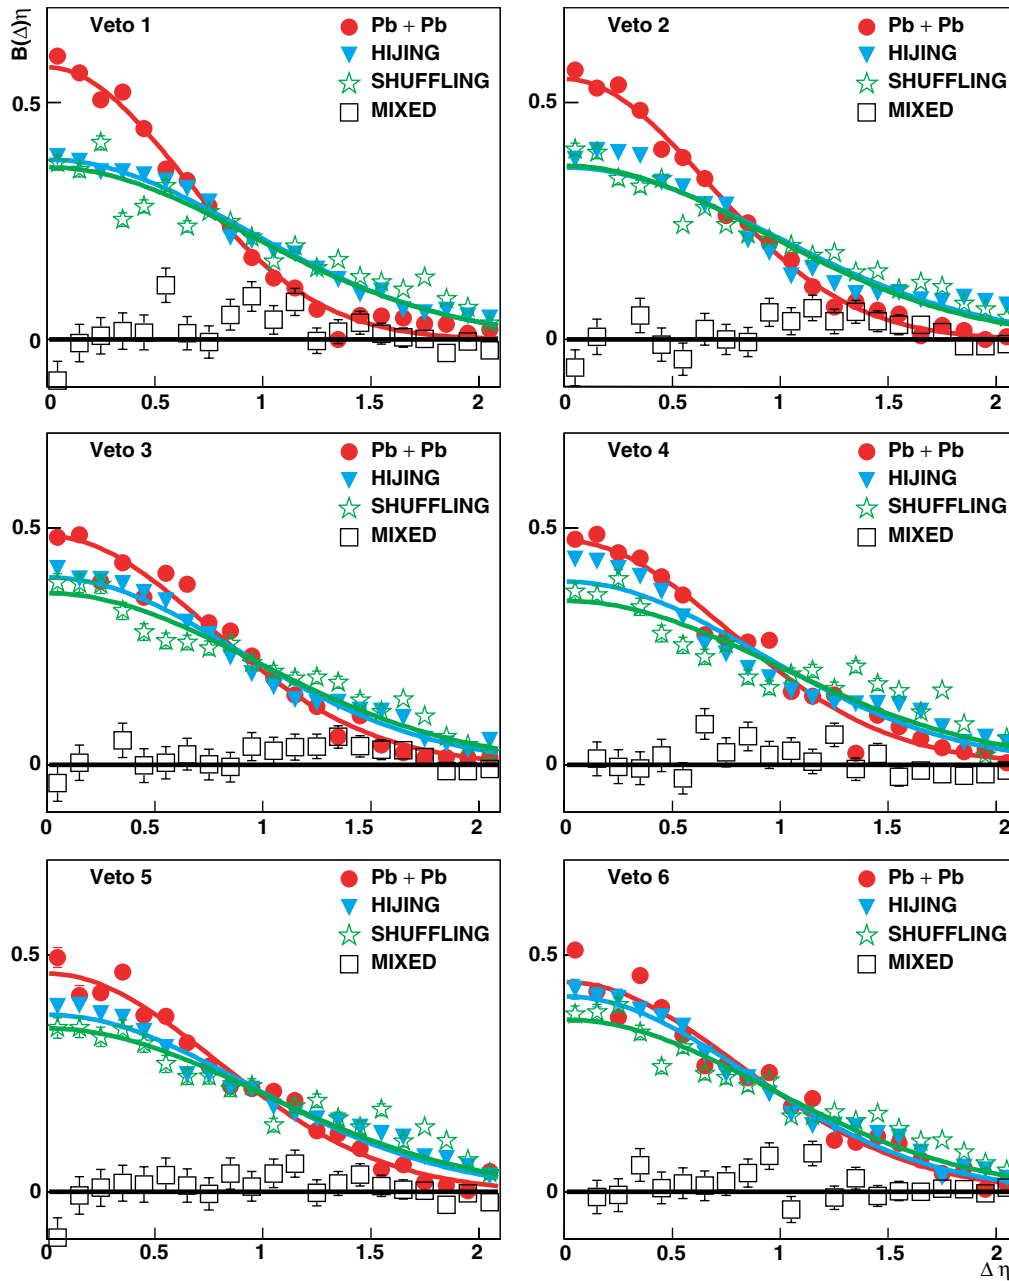 B(Δ)η
Veto 1
Pb + Pb
HIJING
SHUFFLING
MIXED
0.5
0
0
0.5
1
1.5
2
Veto 2
Pb + Pb
HIJING
SHUFFLING
MIXED
0.5
0
0
0.5
1
1.5
2
Veto 3
Pb + Pb
HIJING
SHUFFLING
MIXED
0.5
0
0
0.5
1
1.5
2
Veto 4
Pb + Pb
HIJING
SHUFFLING
MIXED
0.5
0
0
0.5
1
1.5
2
Veto 5
Pb + Pb
HIJING
SHUFFLING
MIXED
0.5
0
0
0.5
1
1.5
2
Veto 6
Pb + Pb
HIJING
SHUFFLING
MIXED
0.5
0
0
0.5
1
1.5
2
Δ η